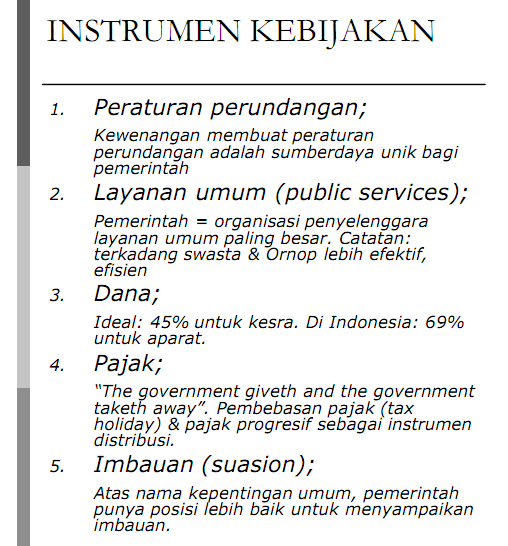 INSTRUMEN KEBIJAKAN
1. Peraturan perundangan;
Kewenangan membuat peraturan
perundangan adalah sumberdaya unik bagi
pemerintah
2. Layanan umum (public services);
Pemerintah = organisasi penyelenggara
layanan umum paling besar. Catatan:
terkadang swasta & Ornop lebih efektif,
efisien
3. Dana;
Ideal: 45% untuk kesra. Di Indonesia: 69%
untuk aparat.
4. Pajak;
“The government giveth and the government
taketh away”. Pembebasan pajak (tax
holiday) & pajak progresif sebagai instrumen
distribusi.
5. Imbauan (suasion);
Atas nama kepentingan umum, pemerintah
punya posisi lebih baik untuk menyampaikan
imbauan.